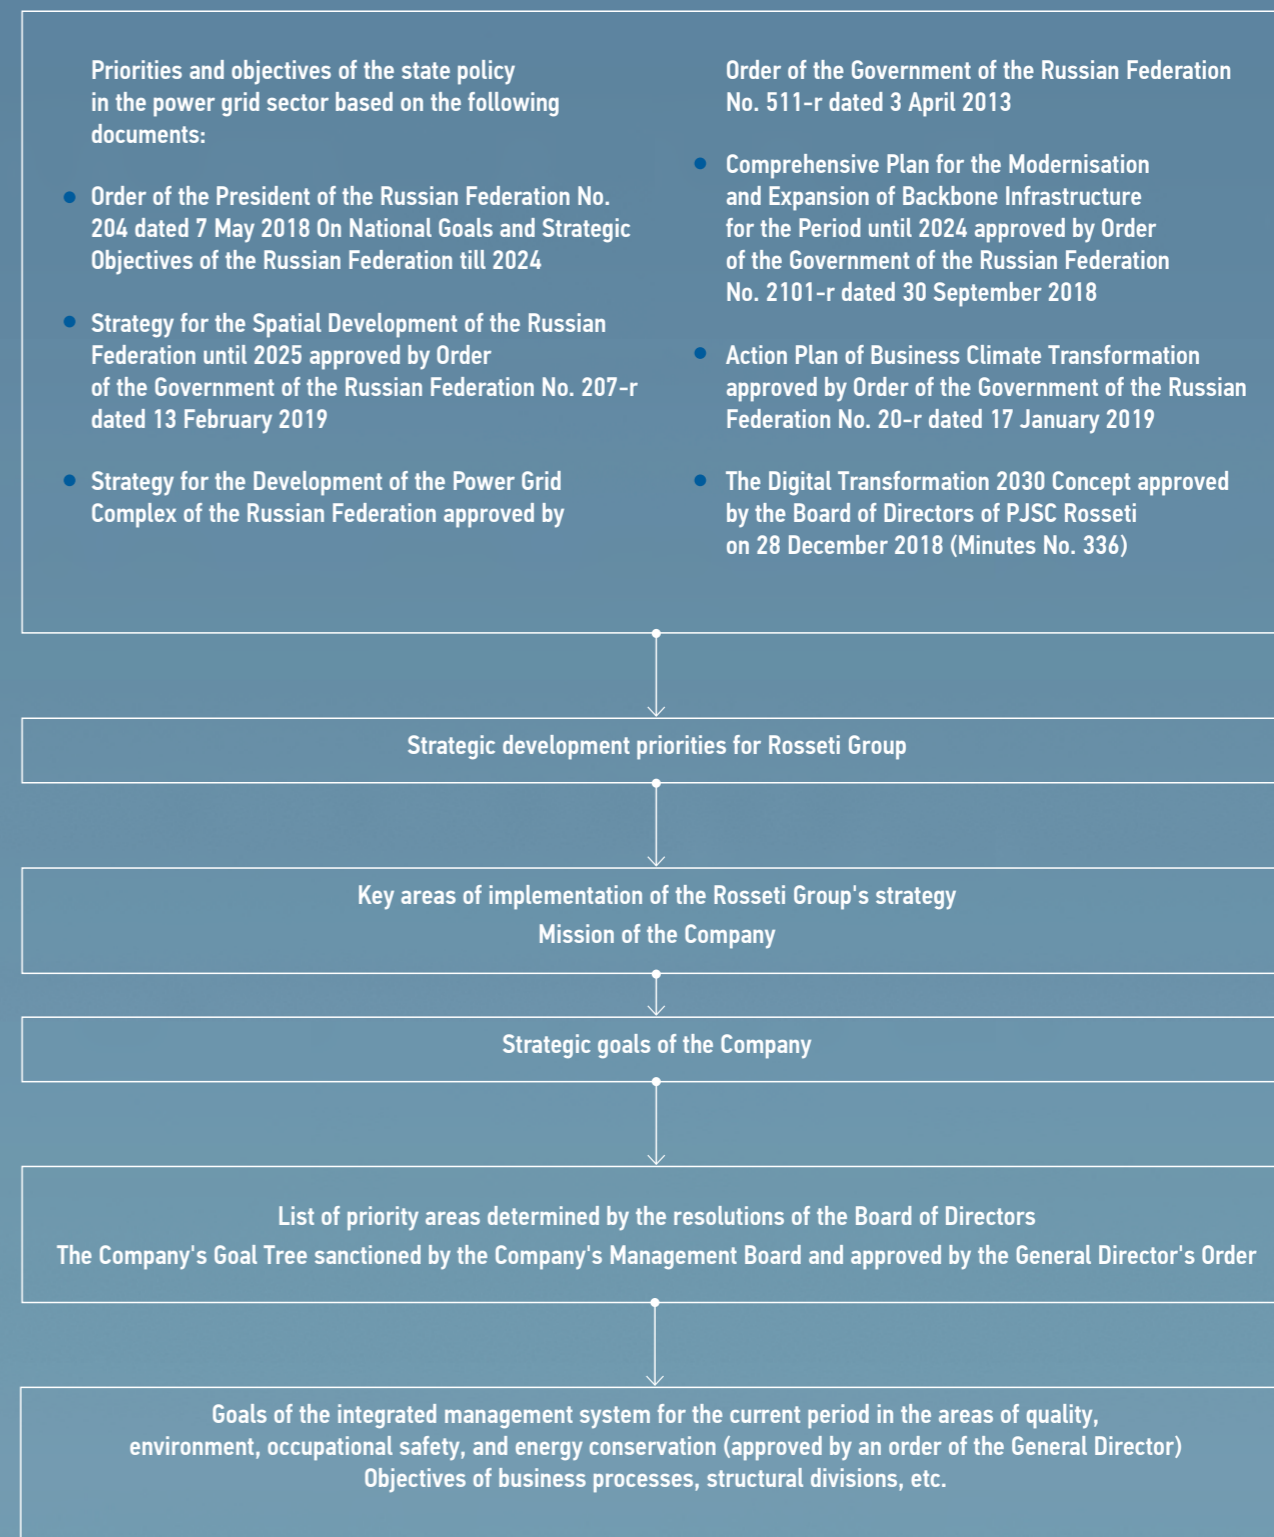 Priorities and objectives of the state policy
in the power grid sector based on the following
documents:
Order of the President of the Russian Federation No.
204 dated 7 May 2018 On National Goals and Strategic
Objectives of the Russian Federation till 2024
Strategy for the Spatial Development of the Russian
Federation until 2025 approved by Order
of the Government of the Russian Federation No. 207-r
dated 13 February 2019
Strategy for the Development of the Power Grid
Complex of the Russian Federation approved by
Order of the Government of the Russian Federation
No. 511-r dated 3 April 2013
Comprehensive Plan for the Modernisation
and Expansion of Backbone Infrastructure
for the Period until 2024 approved by Order
of the Government of the Russian Federation
No. 2101-r dated 30 September 2018
Action Plan of Business Climate Transformation
approved by Order of the Government of the Russian
Federation No. 20-r dated 17 January 2019
The Digital Transformation 2030 Concept approved
by the Board of Directors of PJSC Rosseti
on 28 December 2018 (Minutes No. 336)
Strategic development priorities for Rosseti Group
Key areas of implementation of the Rosseti Group's strategy
Mission of the Company
Strategic goals of the Company
List of priority areas determined by the resolutions of the Board of Directors
The Company's Goal Tree sanctioned by the Company's Management Board and approved by the General Director's Order
Goals of the integrated management system for the current period in the areas of quality,
environment, occupational safety, and energy conservation (approved by an order of the General Director)
Objectives of business processes, structural divisions, etc.